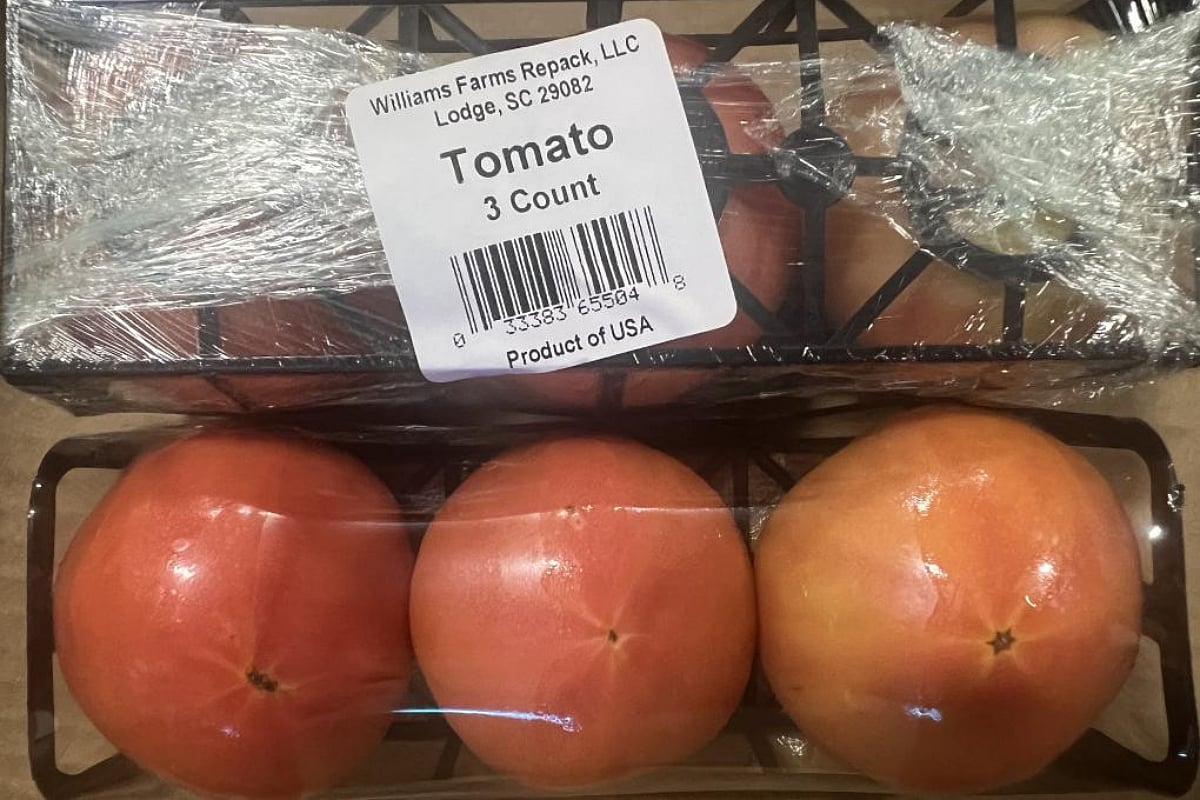 Williams Farms Repack, LLC
Lodge, SC 29082
Tomato
3 Count
0 33383 65504 8
Product of USA